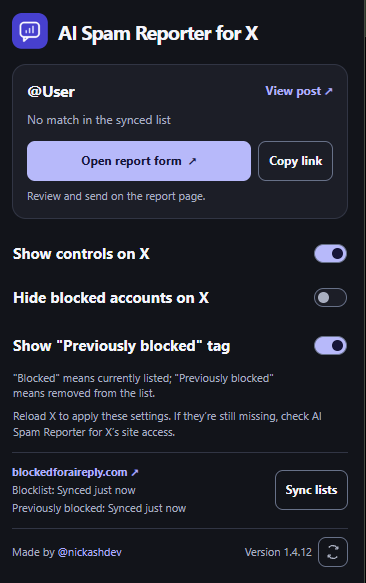 AI Spam Reporter for X
@User
View post ↗
No match in the synced list
Open report form ↗
Copy link
Review and send on the report page.
Show controls on X
Hide blocked accounts on X
Show "Previously blocked" tag
"Blocked" means currently listed; "Previously blocked"
means removed from the list.
Reload X to apply these settings. If they're still missing, check AI
Spam Reporter for X's site access.
blockedforaireply.com ↗
Blocklist: Synced just now
Previously blocked: Synced just now
Sync lists
Made by @nickashdev
Version 1.4.12